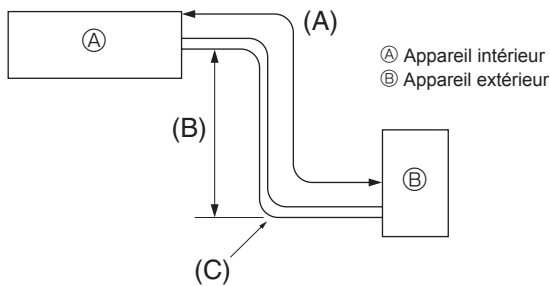 (A)
Ⓐ
Ⓐ Appareil intérieur
Ⓑ Appareil extérieur
(B)
Ⓑ
(C)